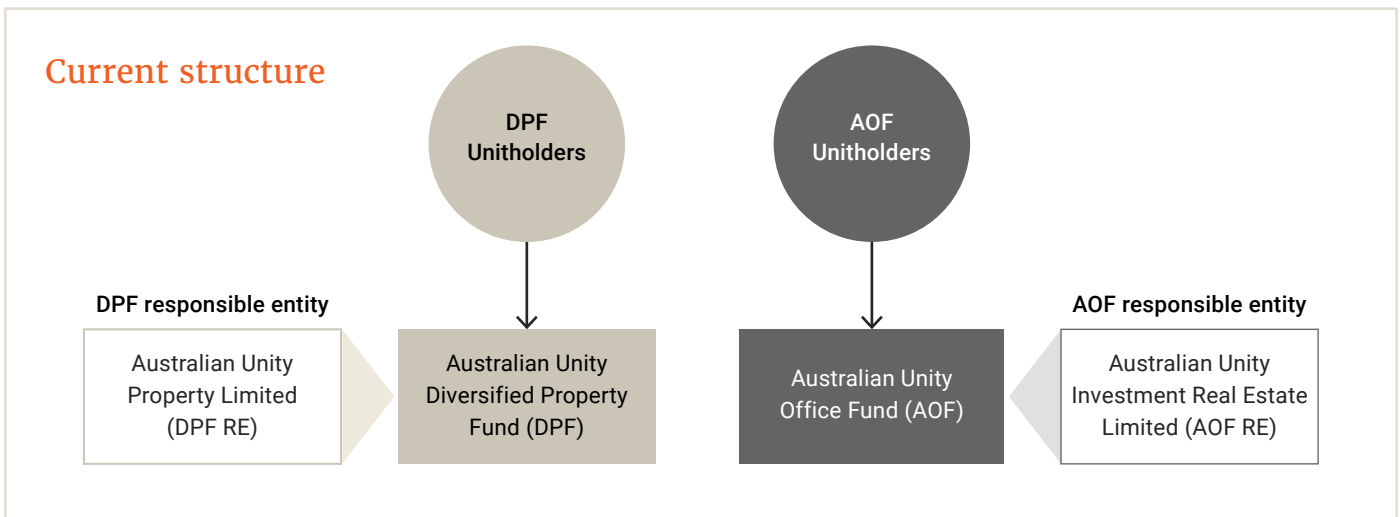 Current structure
DPF
Unitholders
AOF
Unitholders
DPF responsible entity
Australian Unity
Property Limited
(DPF RE)
Australian Unity
Diversified Property
Fund (DPF)
Australian Unity
Office Fund (AOF)
AOF responsible entity
Australian Unity
Investment Real Estate
Limited (AOF RE)